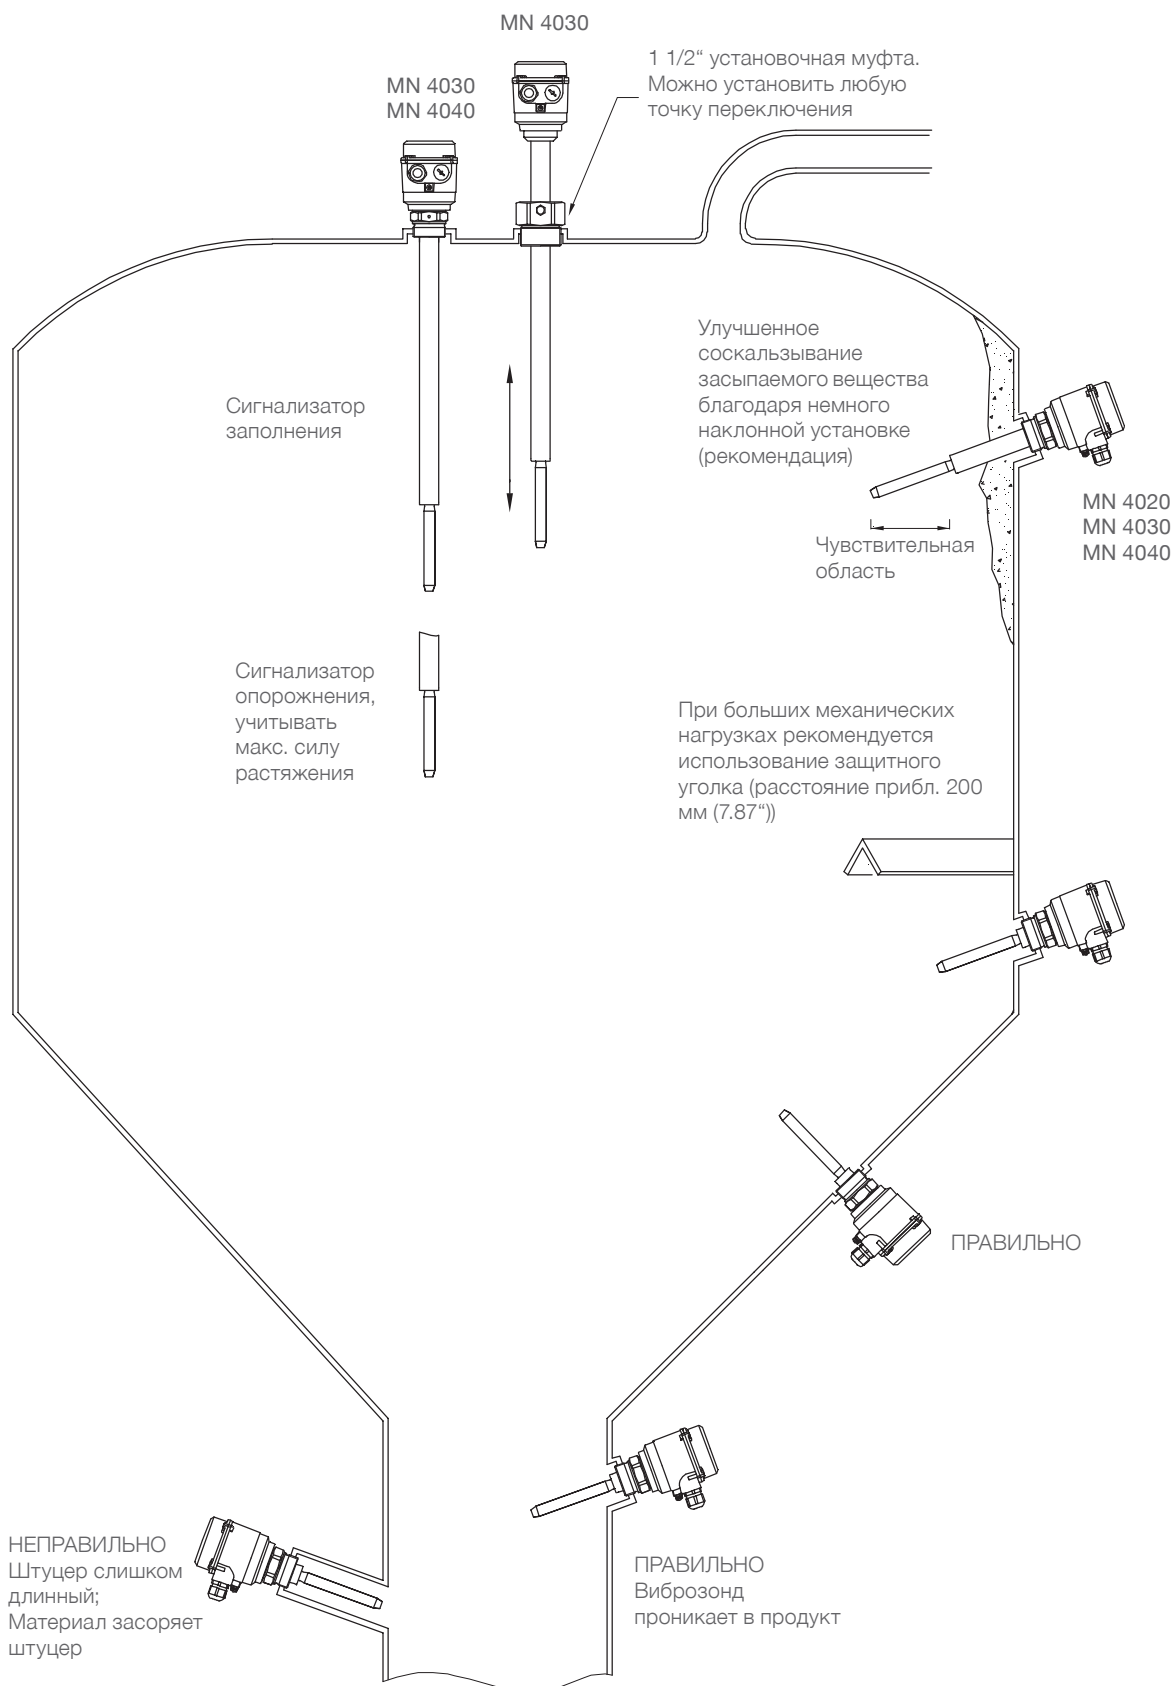 MN 4030
1 1/2“ установочная муфта.
Можно установить любую
точку переключения
MN 4030
MN 4040
Улучшенное
соскальзывание
засыпаемого вещества
благодаря немного
наклонной установке
(рекомендация)
Сигнализатор
заполнения
MN 4020
MN 4030
MN 4040
Чувствительная
область
Сигнализатор
опорожнения,
учитывать
макс. силу
растяжения
При больших механических
нагрузках рекомендуется
использование защитного
уголка (расстояние прибл. 200
мм (7.87“))
ПРАВИЛЬНО
НЕПРАВИЛЬНО
Штуцер слишком
длинный;
Материал засоряет
штуцер
ПРАВИЛЬНО
Виброзонд
проникает в продукт